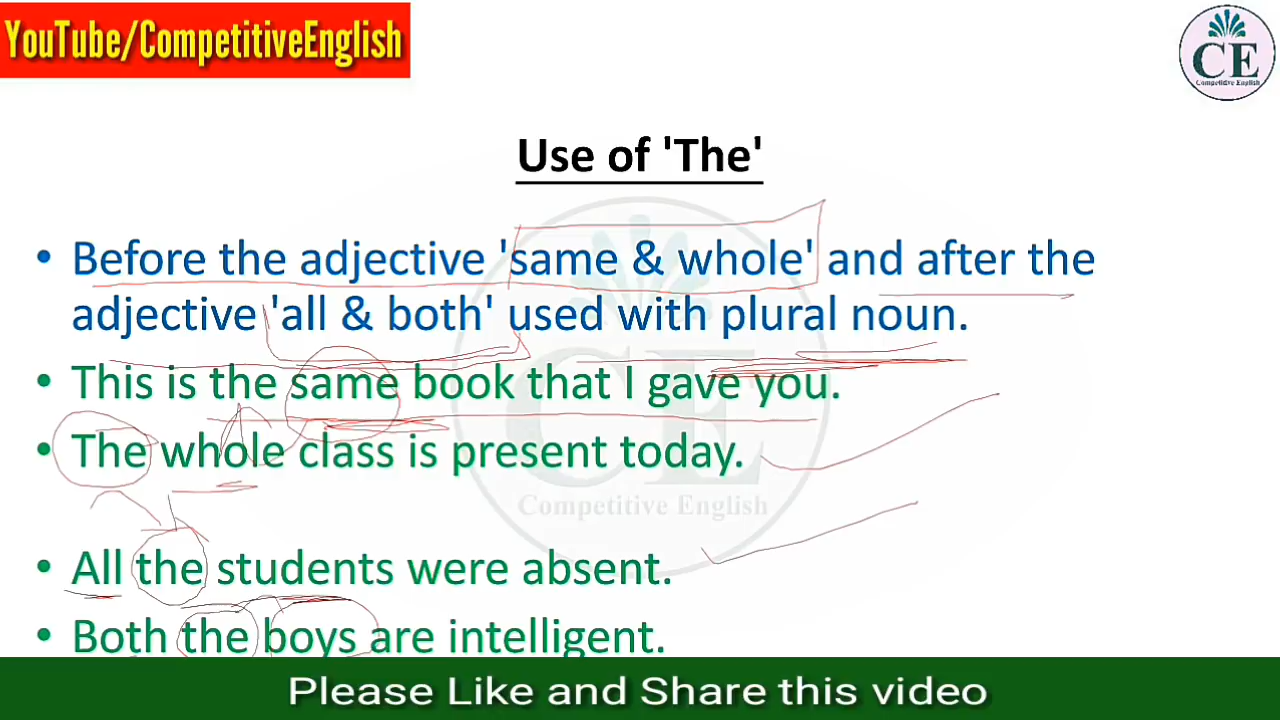 YouTube/CompetitiveEnglish
CE
Competitive English
Use of 'The'
• Before the adjective 'same & whole' and after the
adjective 'all & both' used with plural noun.
• This is the same book that I gave you.
• The whole class is present today.
CE
Competitive English
• All the students were absent.
• Both the boys are intelligent.
Please Like and Share this video